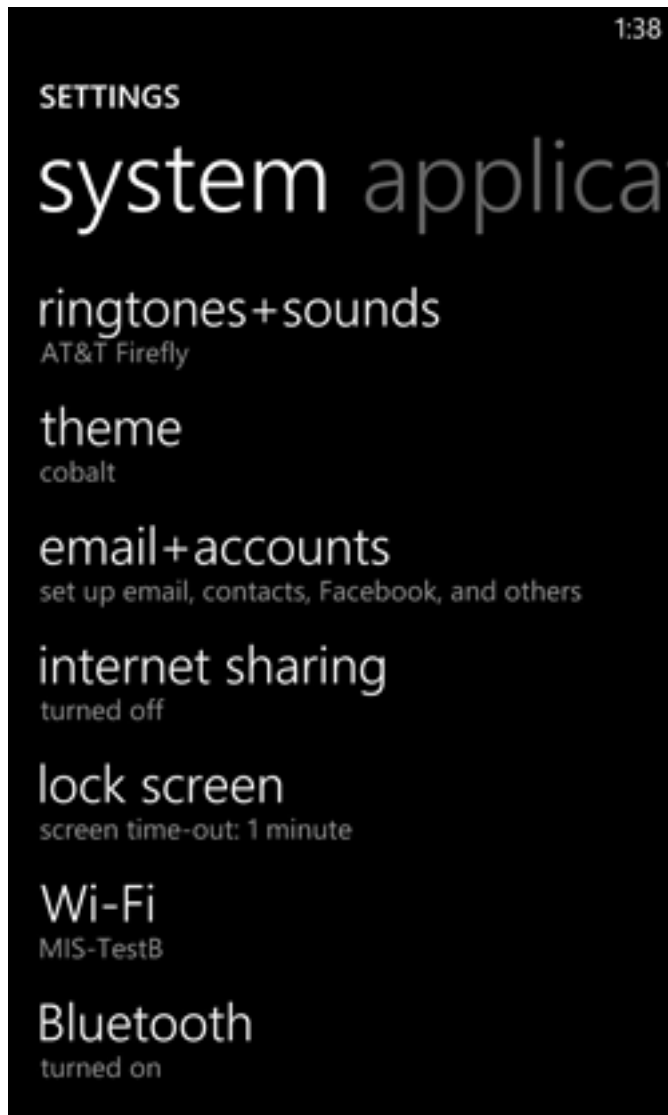 1:38
SETTINGS
system applica
ringtones+sounds
AT&T Firefly
theme
cobalt
email+accounts
set up email, contacts, Facebook, and others
internet sharing
turned off
lock screen
screen time-out: 1 minute
Wi-Fi
MIS-TestB
Bluetooth
turned on